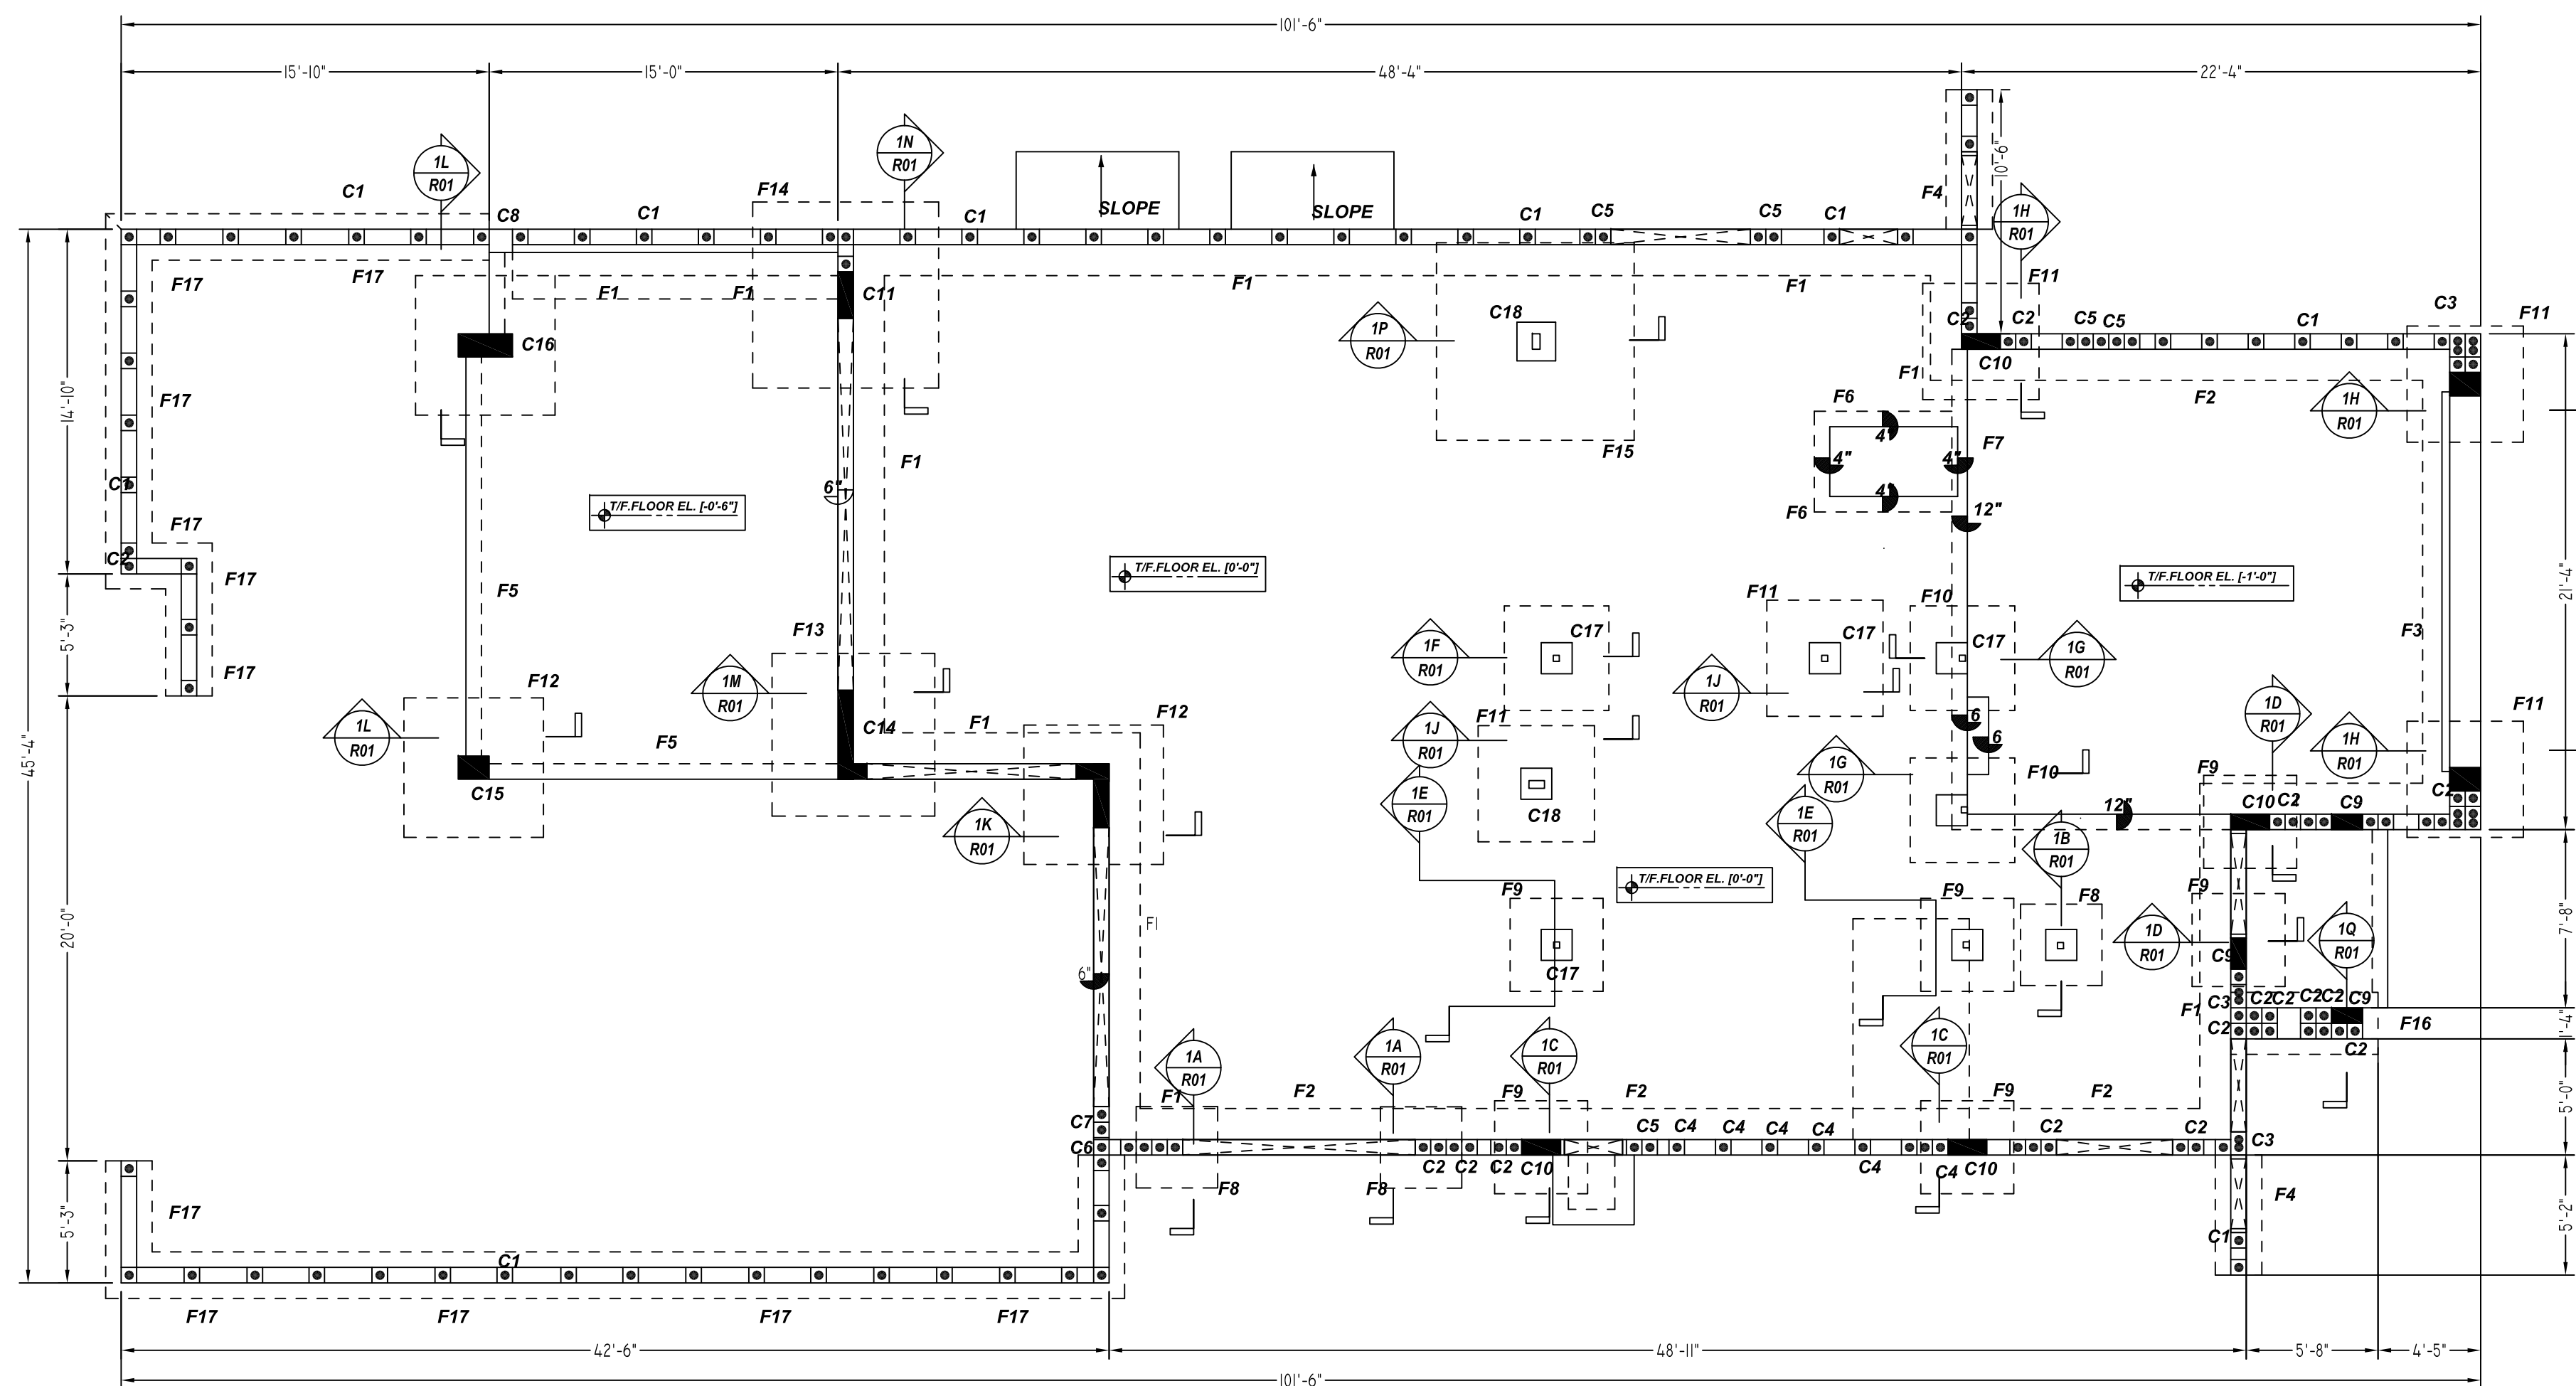 101'-6"
15'-10" 15'-0" 48'-4" 22'-4"
1N
R01
1L
R01
10'-6"
F14
C1
F4
C8 C1 C1 SLOPE SLOPE C1 C5 C5 C1
1H
R01
F17 F17 F1 F1 C11 F1 F1 F11
C16
1P
R01
C18
C2 C2 C5 C5 C1 C3 F11
C10
F1
F17
F6 F2
1H
R01
14'-10"
4"
F7
F1 F15
4" 4"
C1
6"
4"
T/F.FLOOR EL. [-0'-6"]
12"
F6
F17
C2
T/F.FLOOR EL. [0'-0"]
T/F.FLOOR EL. [-1'-0"]
21'-4"
F17 F5
F11 F10
5'-3"
F13 C17 C17 C17 F3
1F
R01
1G
R01
F17 F12
1M
R01
1J
R01
1D
R01
F11
F12 F11 6
C14 F1
1L
R01
F5
1J
R01
6
1H
R01
45'-4"
1G
R01
F10 F9
C15
1E
R01
C2
C18
12" C10 C2 C9
1K
R01
1E
R01
1B
R01
T/F.FLOOR EL. [0'-0"]
F9 F9 F8 F9
20'-0"
F1
7'-8"
1D
R01
1Q
R01
C9
6" C17
C3 C2 C2 C2 C2 C9
F1
C2 F16 1'-4"
1A
R01
1A
R01
1C
R01
1C
R01
C2
F1 F2 F9 F2 F9 F2
5'-0"
C7 C5 C4 C4 C4 C4 C2 C2
C6 C3
C2 C2 C2 C10 C4 C4 C10
F8 F8 F4
F17
5'-3"
5'-2"
C1
C1
F17 F17 F17 F17
42'-6" 48'-11" 5'-8" 4'-5"
101'-6"